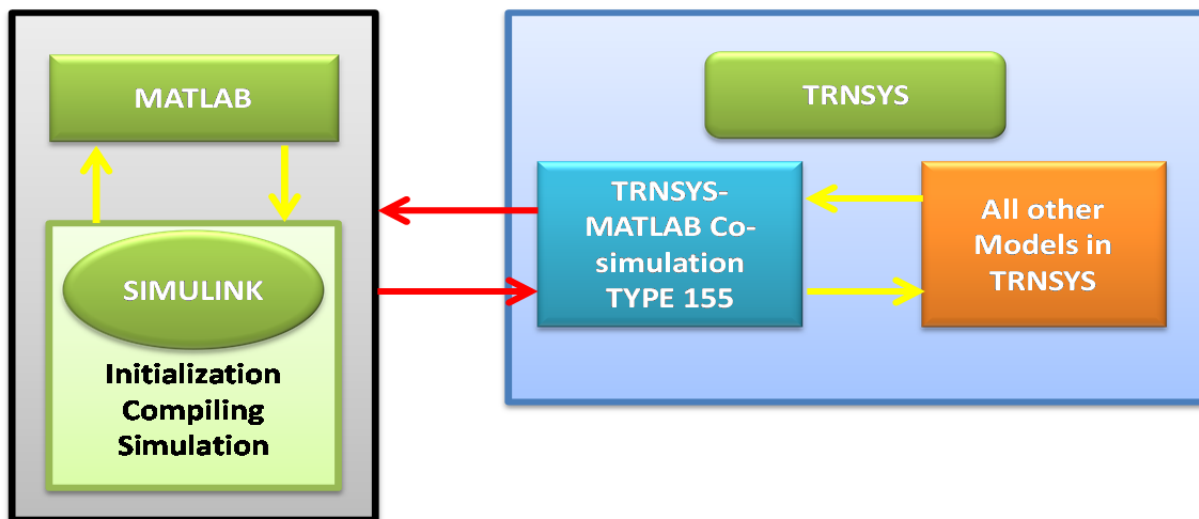 MATLAB
SIMULINK
Initialization
Compiling
Simulation
TRNSYS
TRNSYS-
MATLAB Co-
simulation
TYPE 155
All other
Models in
TRNSYS